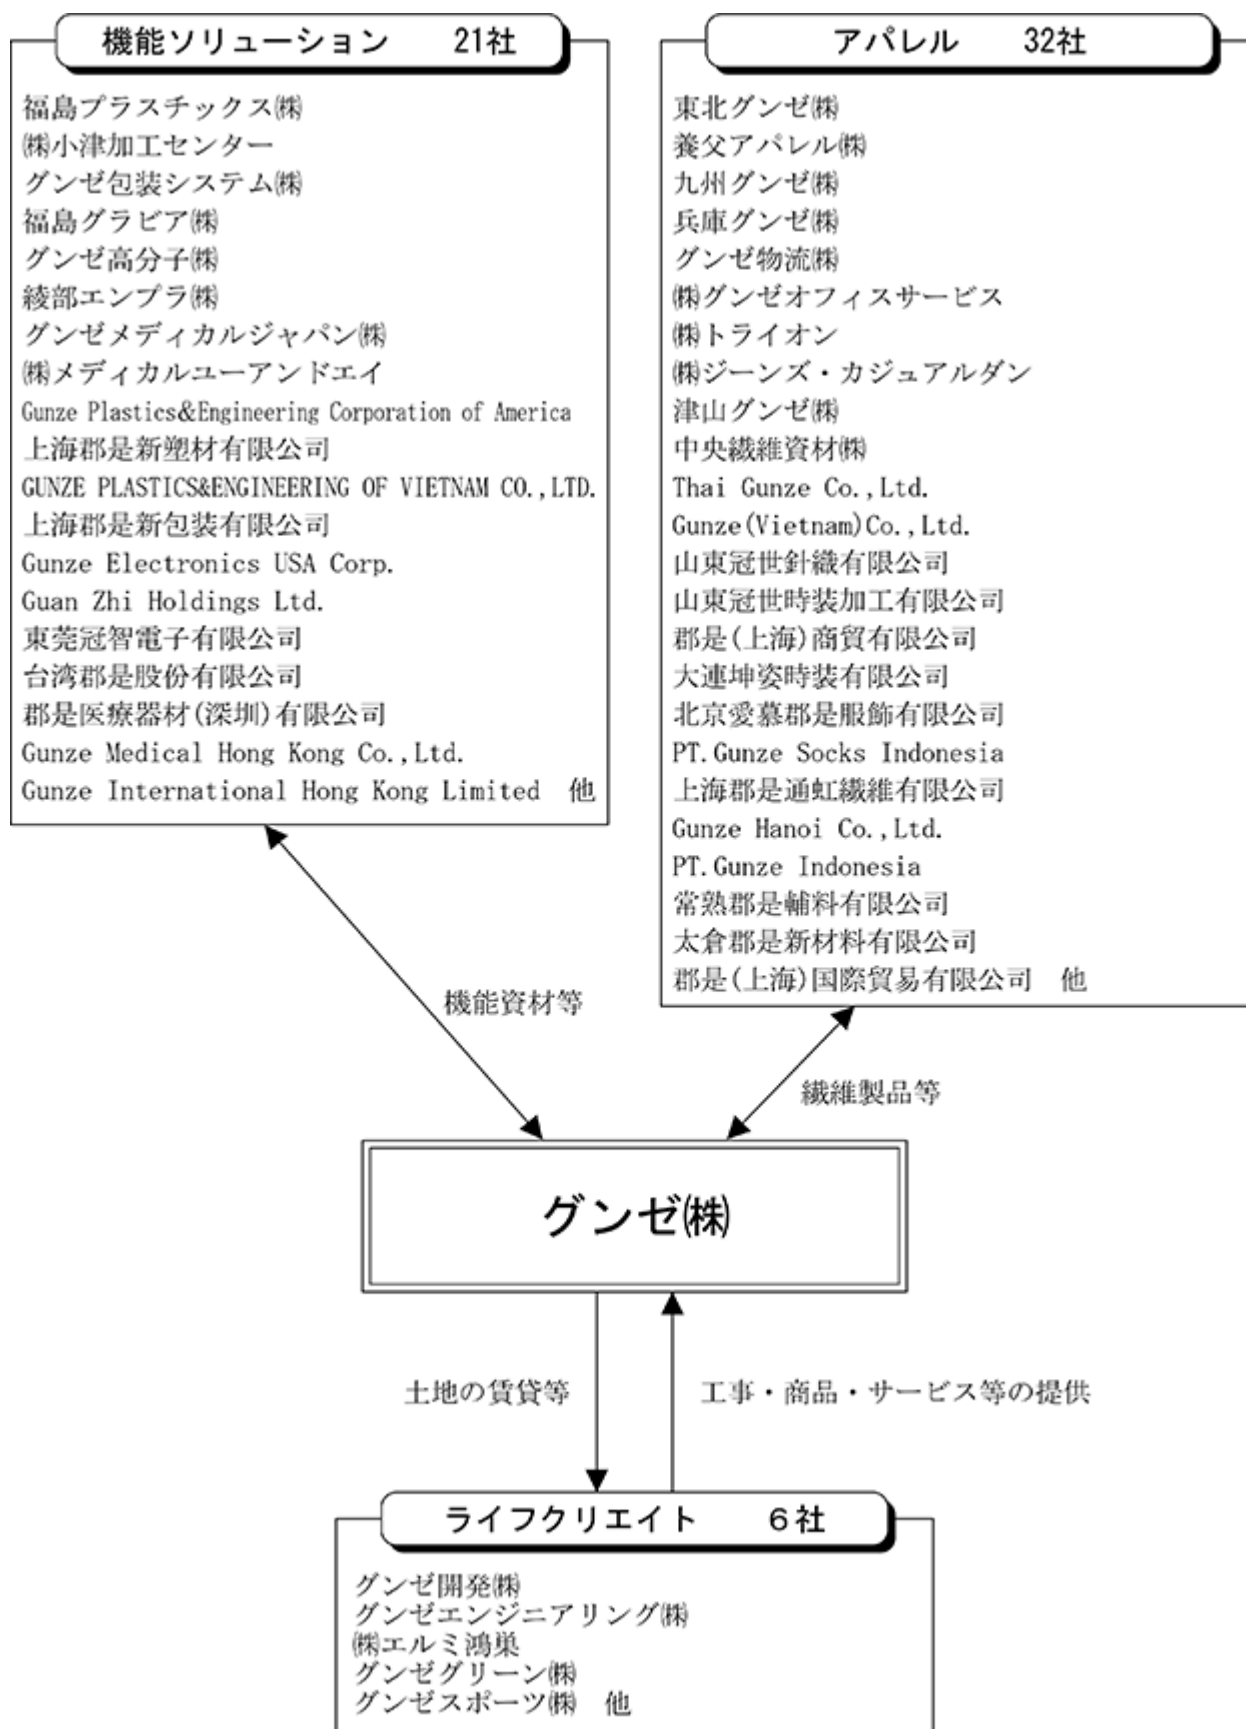 機能ソリューション　21社
福島プラスチックス㈱
㈱小津加工センター
グンゼ包装システム㈱
福島グラビア㈱
グンゼ高分子㈱
綾部エンプラ㈱
グンゼメディカルジャパン㈱
㈱メディカルユーアンドエイ
Gunze Plastics&Engineering Corporation of America
上海郡是新塑材有限公司
GUNZE PLASTICS&ENGINEERING OF VIETNAM CO.,LTD.
上海郡是新包装有限公司
Gunze Electronics USA Corp.
Guan Zhi Holdings Ltd.
東莞冠智電子有限公司
台湾郡是股份有限公司
郡是医療器材(深圳)有限公司
Gunze Medical Hong Kong Co.,Ltd.
Gunze International Hong Kong Limited　他
アパレル　32社
東北グンゼ㈱
養父アパレル㈱
九州グンゼ㈱
兵庫グンゼ㈱
グンゼ物流㈱
㈱グンゼオフィスサービス
㈱トライオン
㈱ジーンズ・カジュアルダン
津山グンゼ㈱
中央繊維資材㈱
Thai Gunze Co.,Ltd.
Gunze(Vietnam)Co.,Ltd.
山東冠世針織有限公司
山東冠世時装加工有限公司
郡是(上海)商貿有限公司
大連坤姿時装有限公司
北京愛慕郡是服飾有限公司
PT.Gunze Socks Indonesia
上海郡是通虹繊維有限公司
Gunze Hanoi Co.,Ltd.
PT.Gunze Indonesia
常熟郡是輔料有限公司
太倉郡是新材料有限公司
郡是(上海)国際貿易有限公司　他
機能資材等
繊維製品等
グンゼ㈱
土地の賃貸等
工事・商品・サービス等の提供
ライフクリエイト　６社
グンゼ開発㈱
グンゼエンジニアリング㈱
㈱エルミ鴻巣
グンゼグリーン㈱
グンゼスポーツ㈱　他